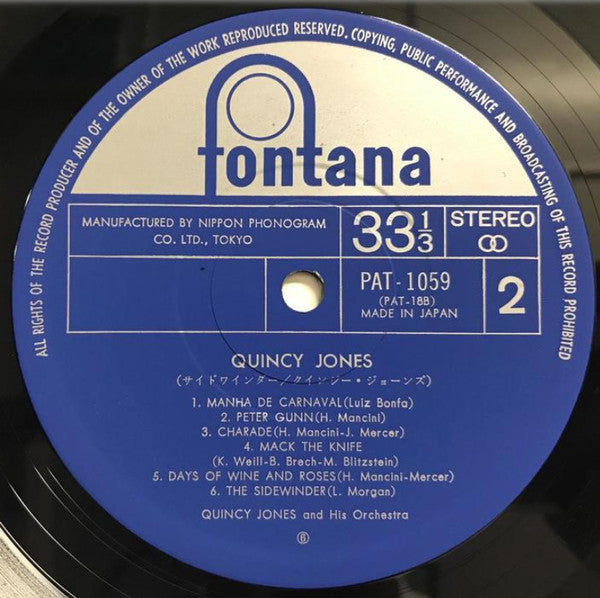 ALL RIGHTS OF THE RECORD PRODUCER AND OF THE OWNER OF THE WORK REPRODUCED RESERVED. COPYING, PUBLIC PERFORMANCE AND BROADCASTING OF THIS RECORD PROHIBITED
fontana
MANUFACTURED BY NIPPON PHONOGRAM
CO. LTD., TOKYO
33 1/3
STEREO
PAT-1059
(PAT-18B)
MADE IN JAPAN
2
QUINCY JONES
(サイドワインダー/クインシー・ジョーンズ)
1. MANHA DE CARNAVAL(Luiz Bonfa)
2. PETER GUNN(H. Mancini)
3. CHARADE(H. Mancini-J. Mercer)
4. MACK THE KNIFE
(K. Weill-B. Brech-M. Blitzstein)
5. DAYS OF WINE AND ROSES(H. Mancini-Mercer)
6. THE SIDEWINDER(L. Morgan)
QUINCY JONES and His Orchestra